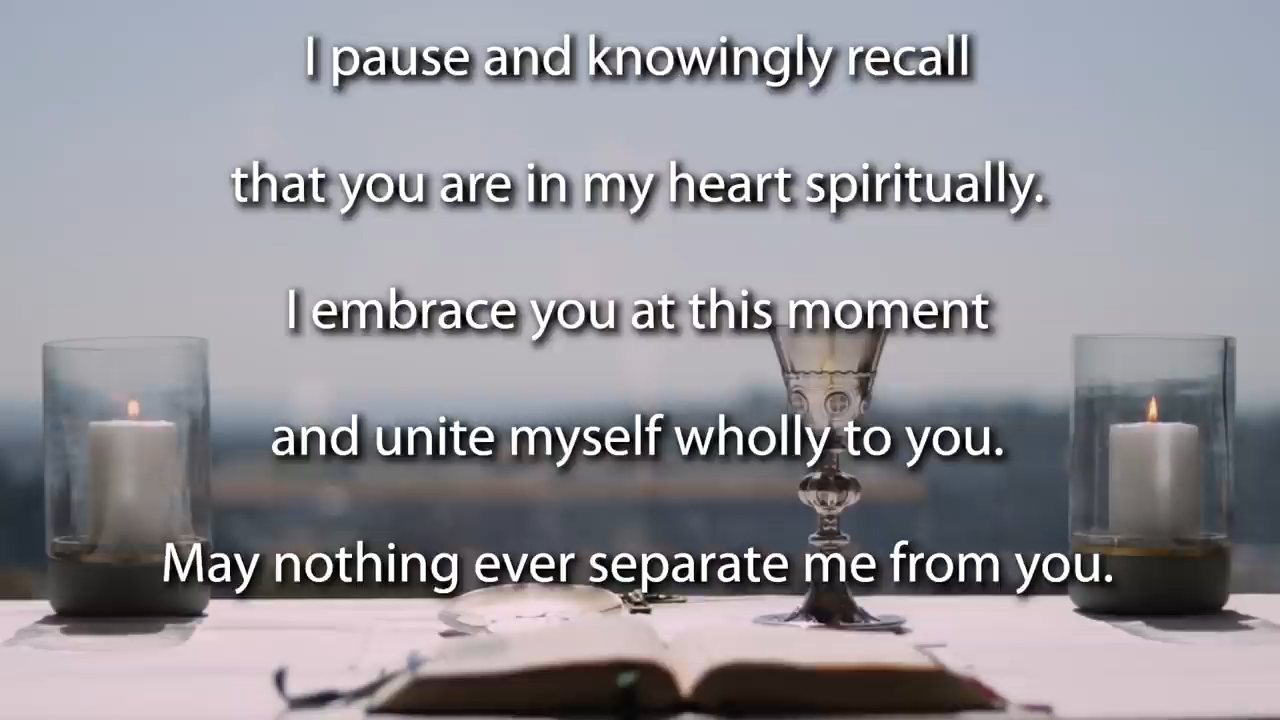 I pause and knowingly recall
that you are in my heart spiritually.
I embrace you at this moment
and unite myself wholly to you.
May nothing ever separate me from you.